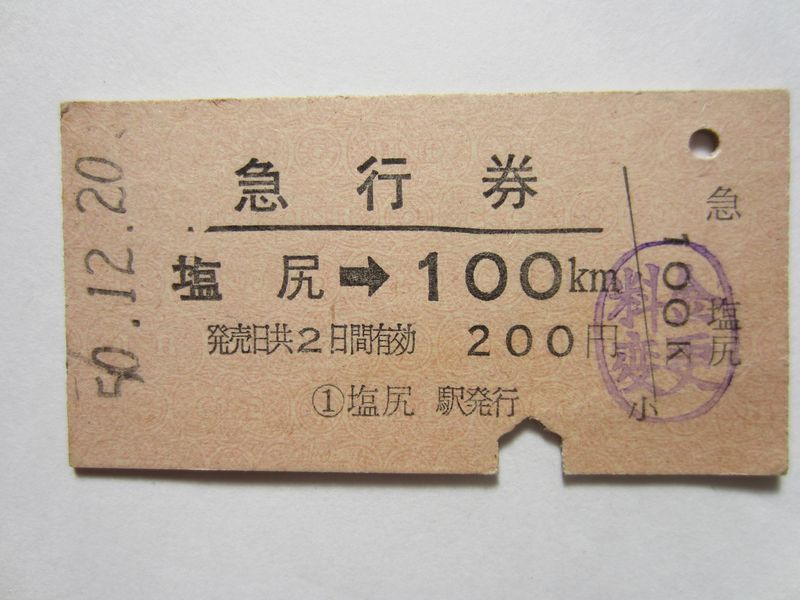 50.12.20
急行券
塩尻➡100km
発売日共2日間有効 200円
①塩尻 駅発行
急
100K
塩尻
小
料金
変更